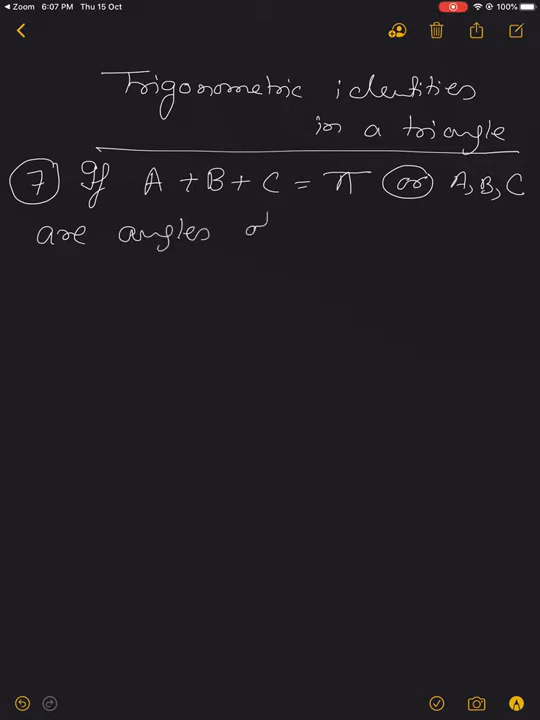 Zoom 6:07 PM Thu 15 Oct 100%
Trigonometric identities
in a triangle
7 If A + B + C = π or A, B, C
are angles